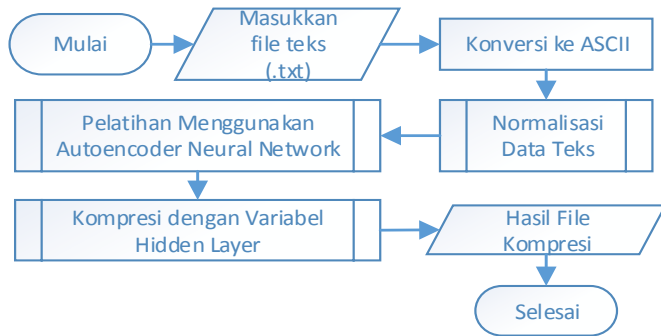 Mulai
Masukkan
file teks
(.txt)
Konversi ke ASCII
Normalisasi
Data Teks
Pelatihan Menggunakan
Autoencoder Neural Network
Kompresi dengan Variabel
Hidden Layer
Hasil File
Kompresi
Selesai